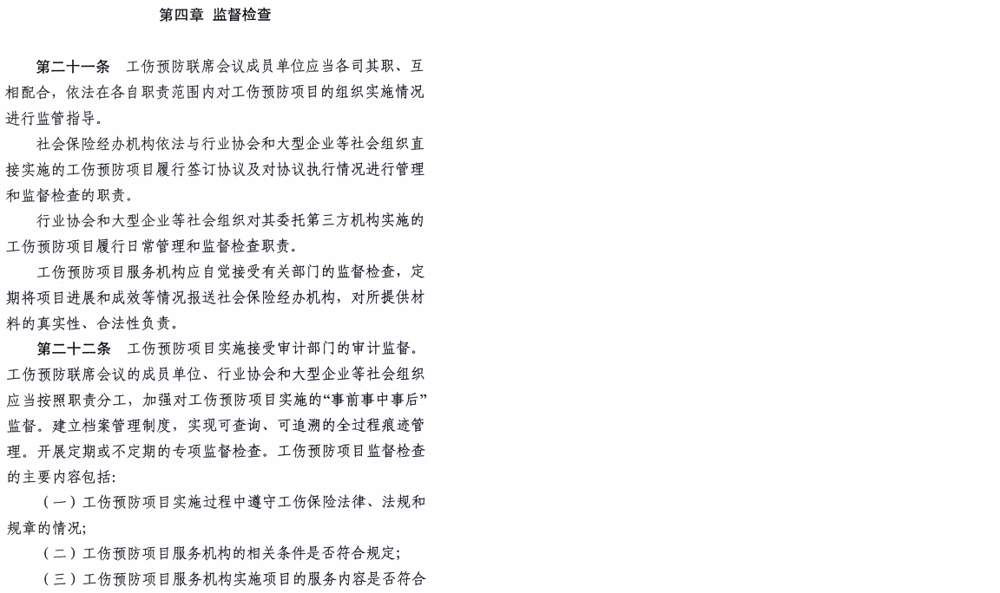 第四章 监督检查
第二十一条 工伤预防联席会议成员单位应当各司其职、互
相配合，依法在各自职责范围内对工伤预防项目的组织实施情况
进行监管指导。
社会保险经办机构依法与行业协会和大型企业等社会组织直
接实施的工伤预防项目履行签订协议及对协议执行情况进行管理
和监督检查的职责。
行业协会和大型企业等社会组织对其委托第三方机构实施的
工伤预防项目履行日常管理和监督检查职责。
工伤预防项目服务机构应自觉接受有关部门的监督检查，定
期将项目进展和成效等情况报送社会保险经办机构，对所提供材
料的真实性、合法性负责。
第二十二条 工伤预防项目实施接受审计部门的审计监督。
工伤预防联席会议的成员单位、行业协会和大型企业等社会组织
应当按照职责分工，加强对工伤预防项目实施的“事前事中事后”
监督。建立档案管理制度，实现可查询、可追溯的全过程痕迹管
理。开展定期或不定期的专项监督检查。工伤预防项目监督检查
的主要内容包括：
（一）工伤预防项目实施过程中遵守工伤保险法律、法规和
规章的情况；
（二）工伤预防项目服务机构的相关条件是否符合规定；
（三）工伤预防项目服务机构实施项目的服务内容是否符合